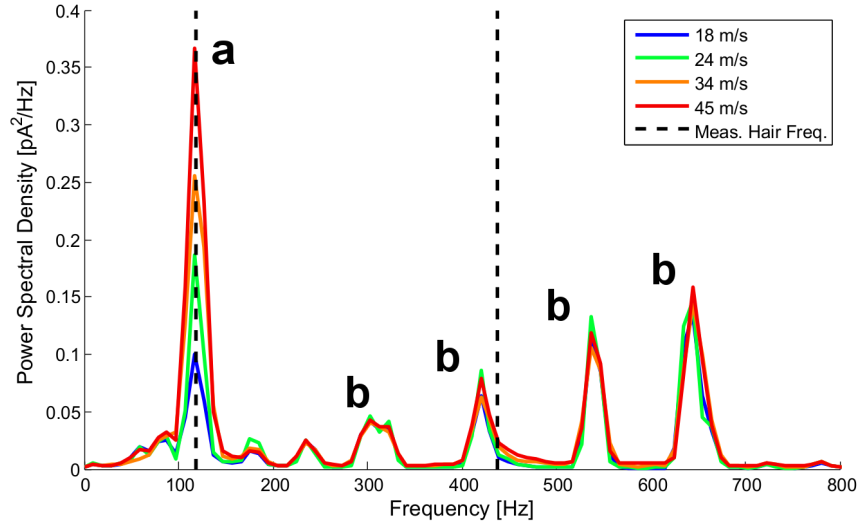 0.4
0.35
0.3
0.25
0.2
0.15
0.1
0.05
0
Power Spectral Density [pA²/Hz]
a
b
b
b
b
18 m/s
24 m/s
34 m/s
45 m/s
Meas. Hair Freq.
0 100 200 300 400 500 600 700 800
Frequency [Hz]